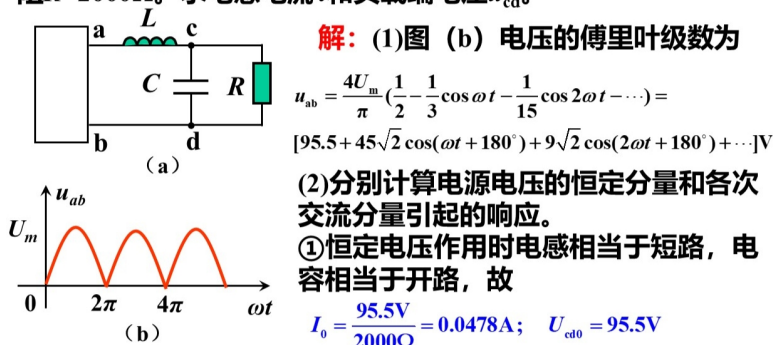 L
a
c
C
R
b
d
(a)
u_ab
U_m
0
2π
4π
ωt
(b)
解：(1)图（b）电压的傅里叶级数为
u_ab = 4U_m/π (1/2 − 1/3 cos ωt − 1/15 cos 2ωt − ···) =
[95.5 + 45√2 cos(ωt + 180°) + 9√2 cos(2ωt + 180°) + ···]V
(2)分别计算电源电压的恒定分量和各次
交流分量引起的响应。
①恒定电压作用时电感相当于短路，电
容相当于开路，故
I_0 = 95.5V/2000Ω = 0.0478A； U_cd0 = 95.5V